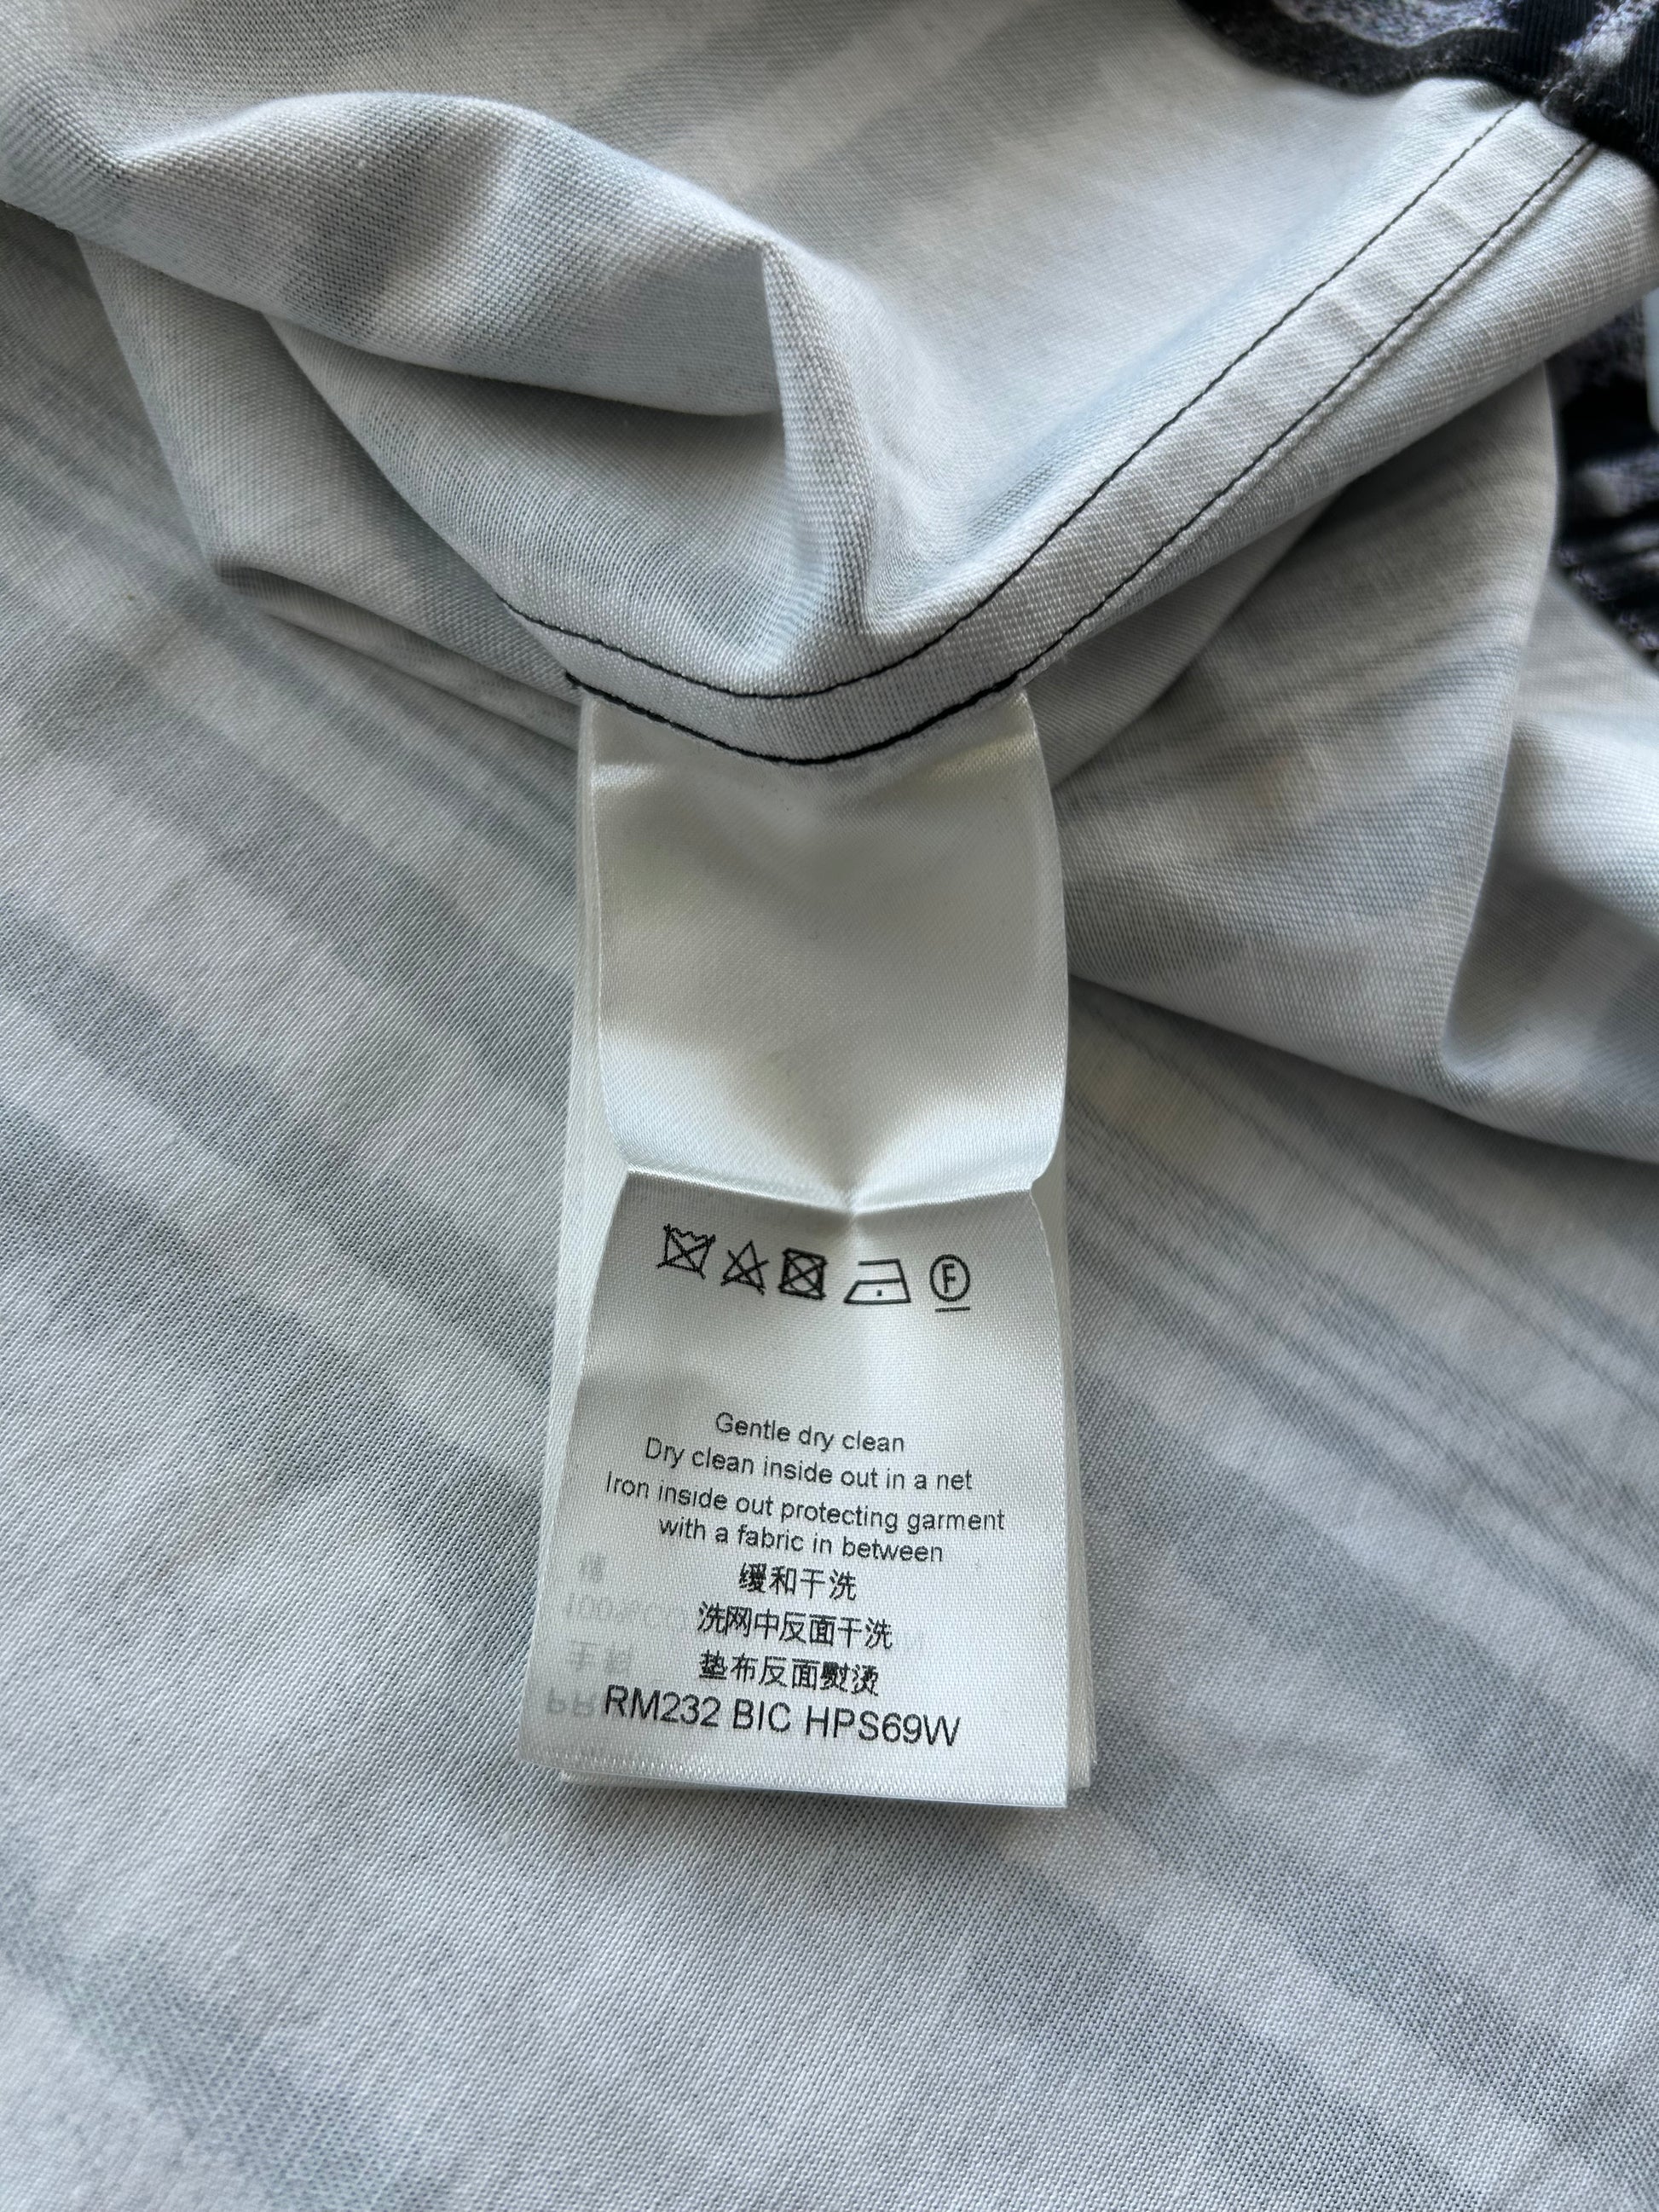 F
Gentle dry clean
Dry clean inside out in a net
Iron inside out protecting garment
with a fabric in between
缓和干洗
洗网中反面干洗
垫布反面熨烫
RM232 BIC HPS69W